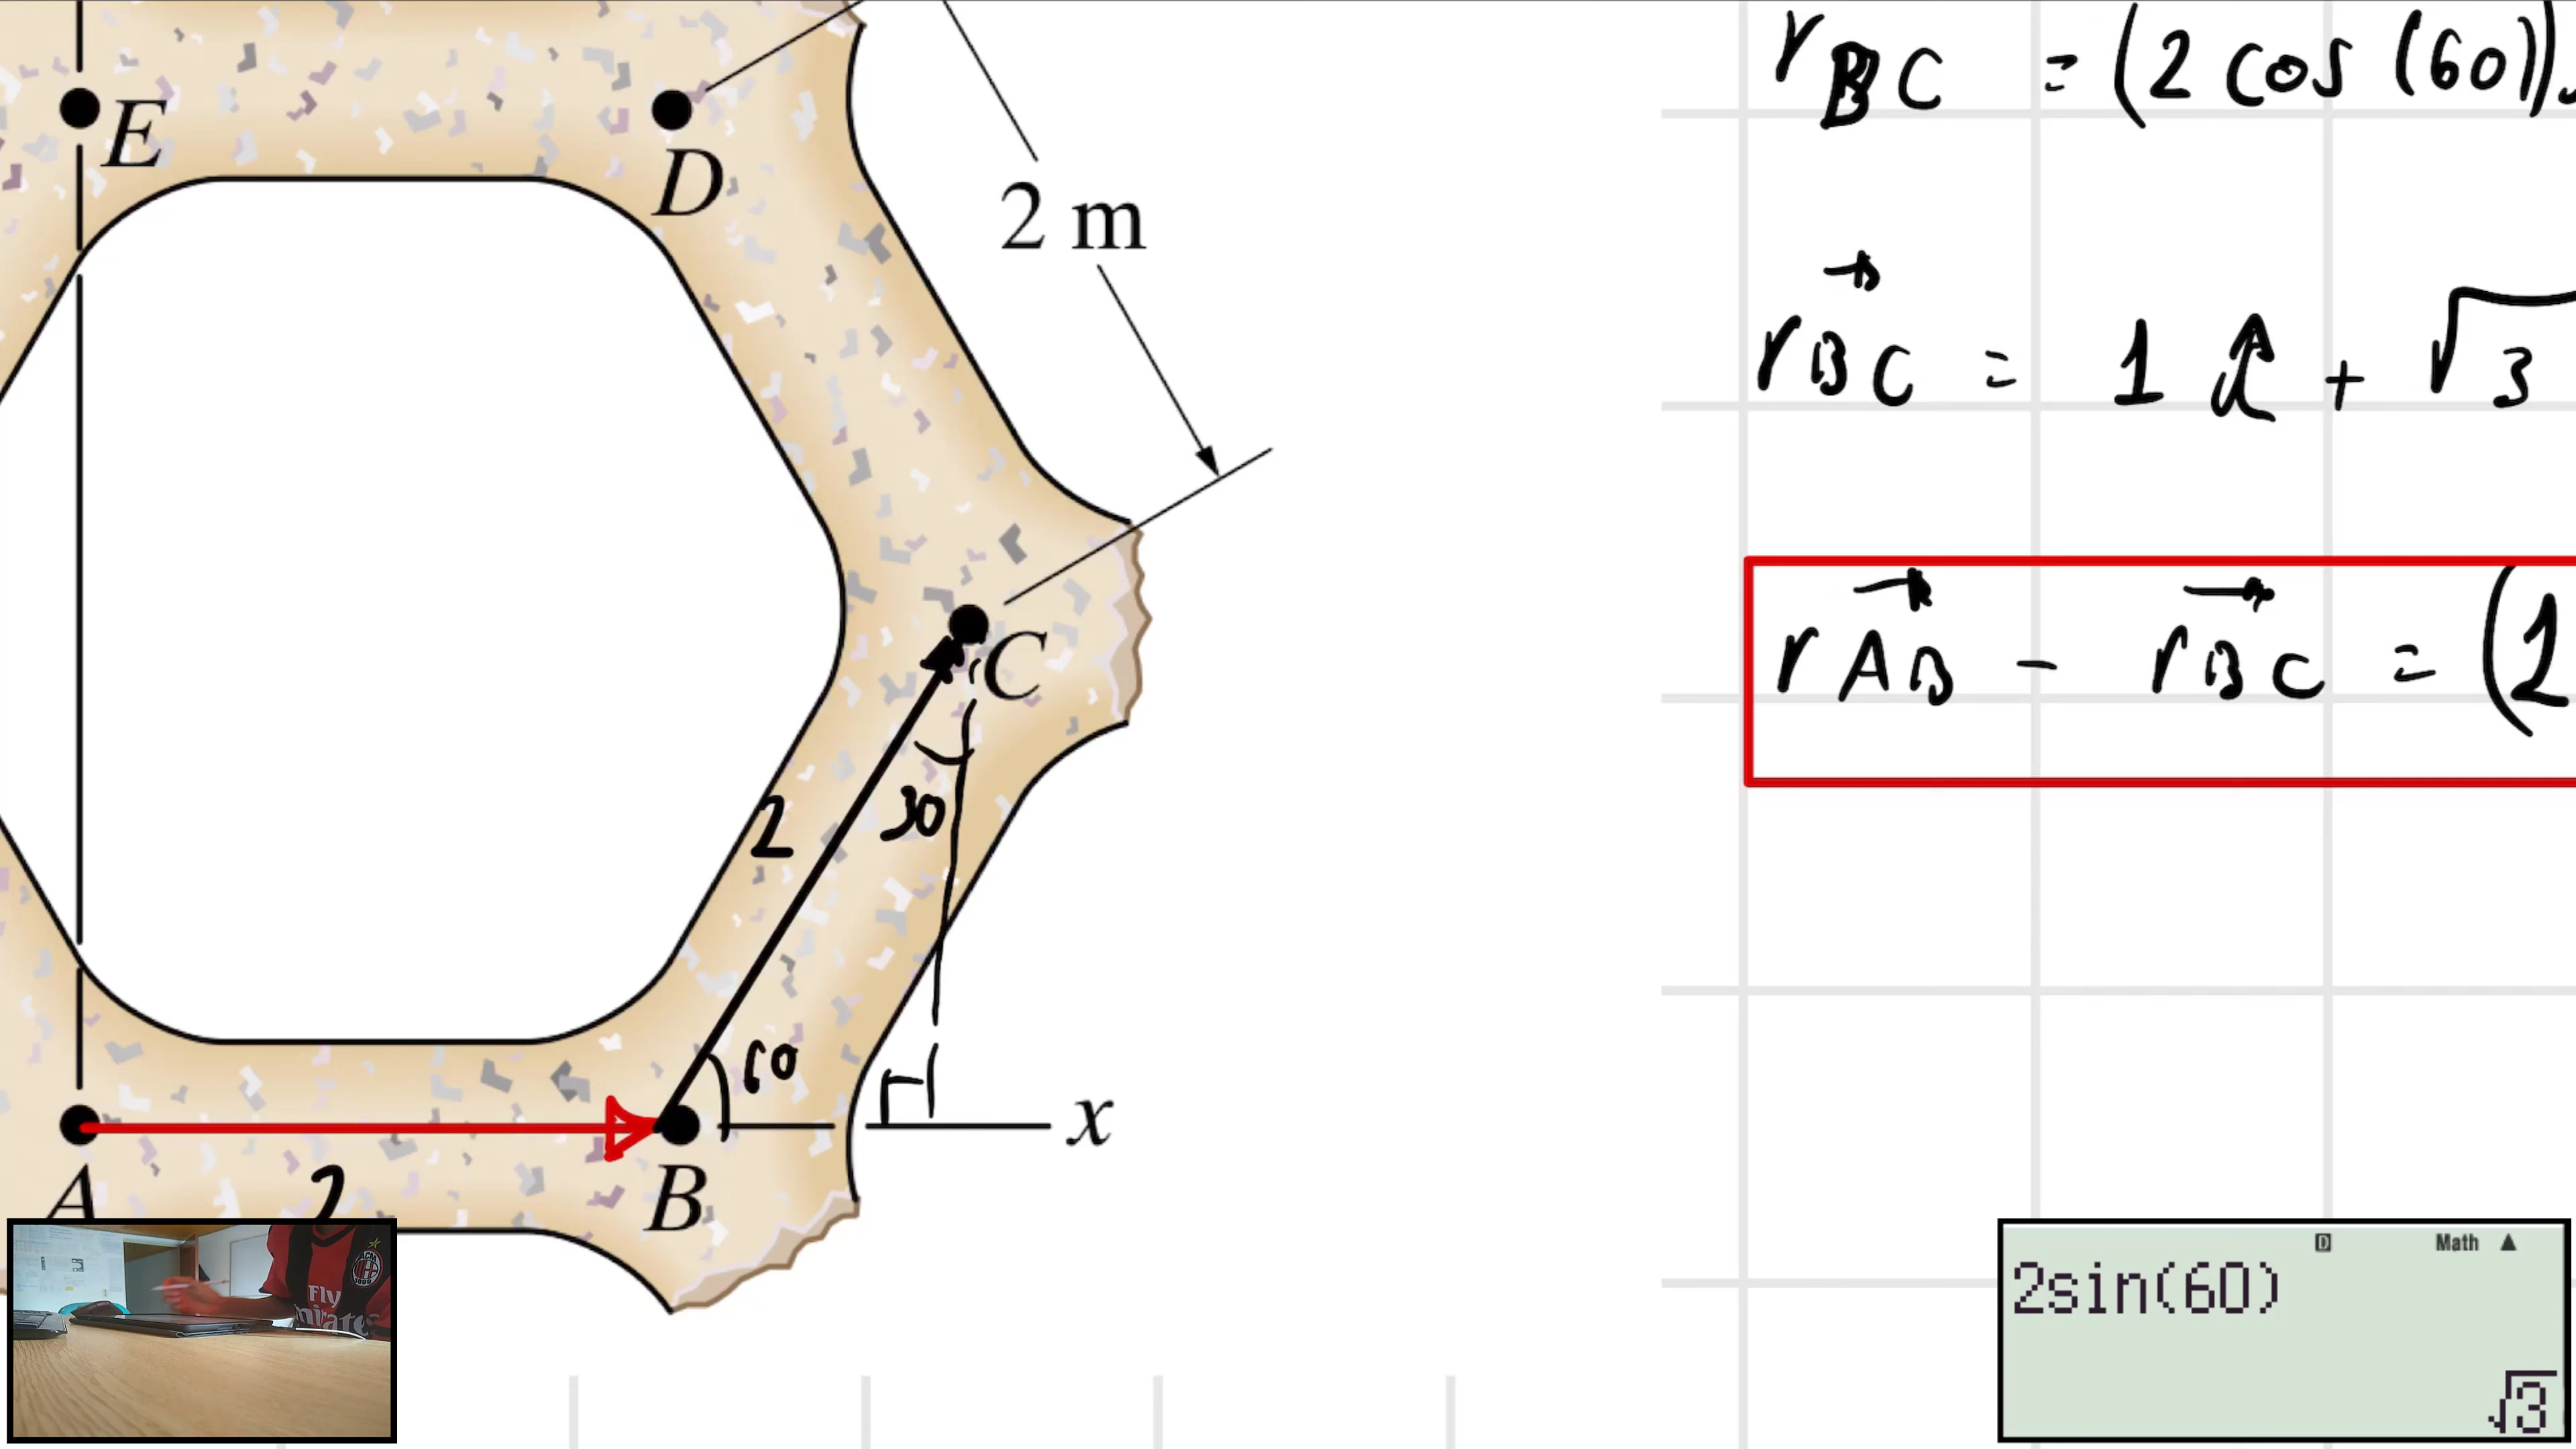 E
D
2 m
C
30
2
60
x
A
2
B
r BC = (2 cos (60))
r BC = 1 i + √3
r AB - r BC = (2
Fly
D Math ▲
2sin(60)
√3